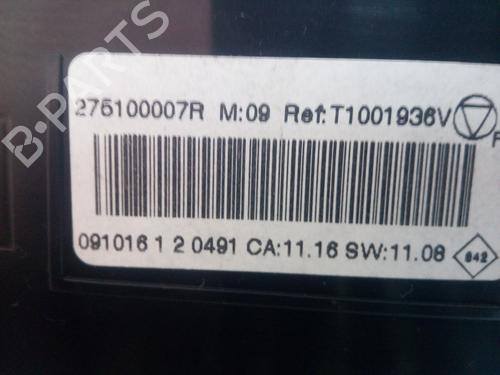 B-PARTS
275100007R M:09 Ref:T1001936V
091016 1 2 0491 CA:11.16 SW:11.08
842